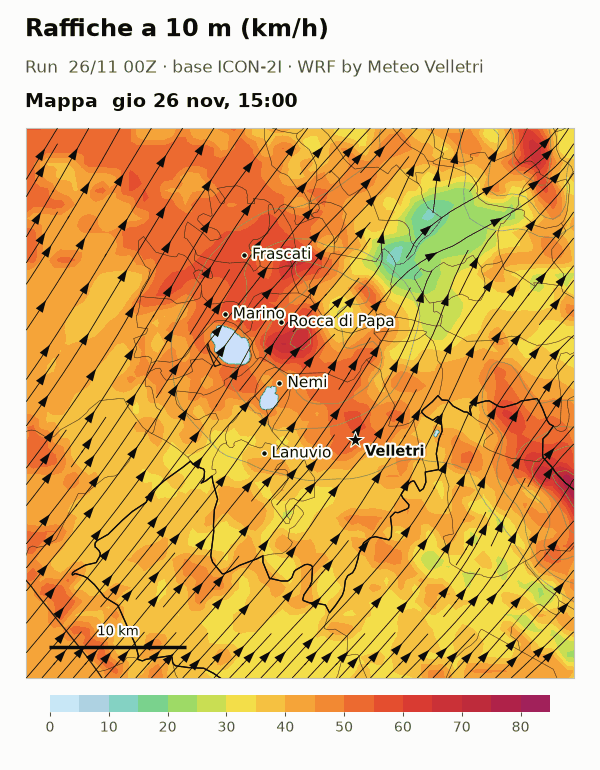 Raffiche a 10 m (km/h)
Run  26/11 00Z · base ICON-2I · WRF by Meteo Velletri
Mappa  gio 26 nov, 15:00
Frascati
Marino
Rocca di Papa
Nemi
Velletri
Lanuvio
10 km
0 10 20 30 40 50 60 70 80